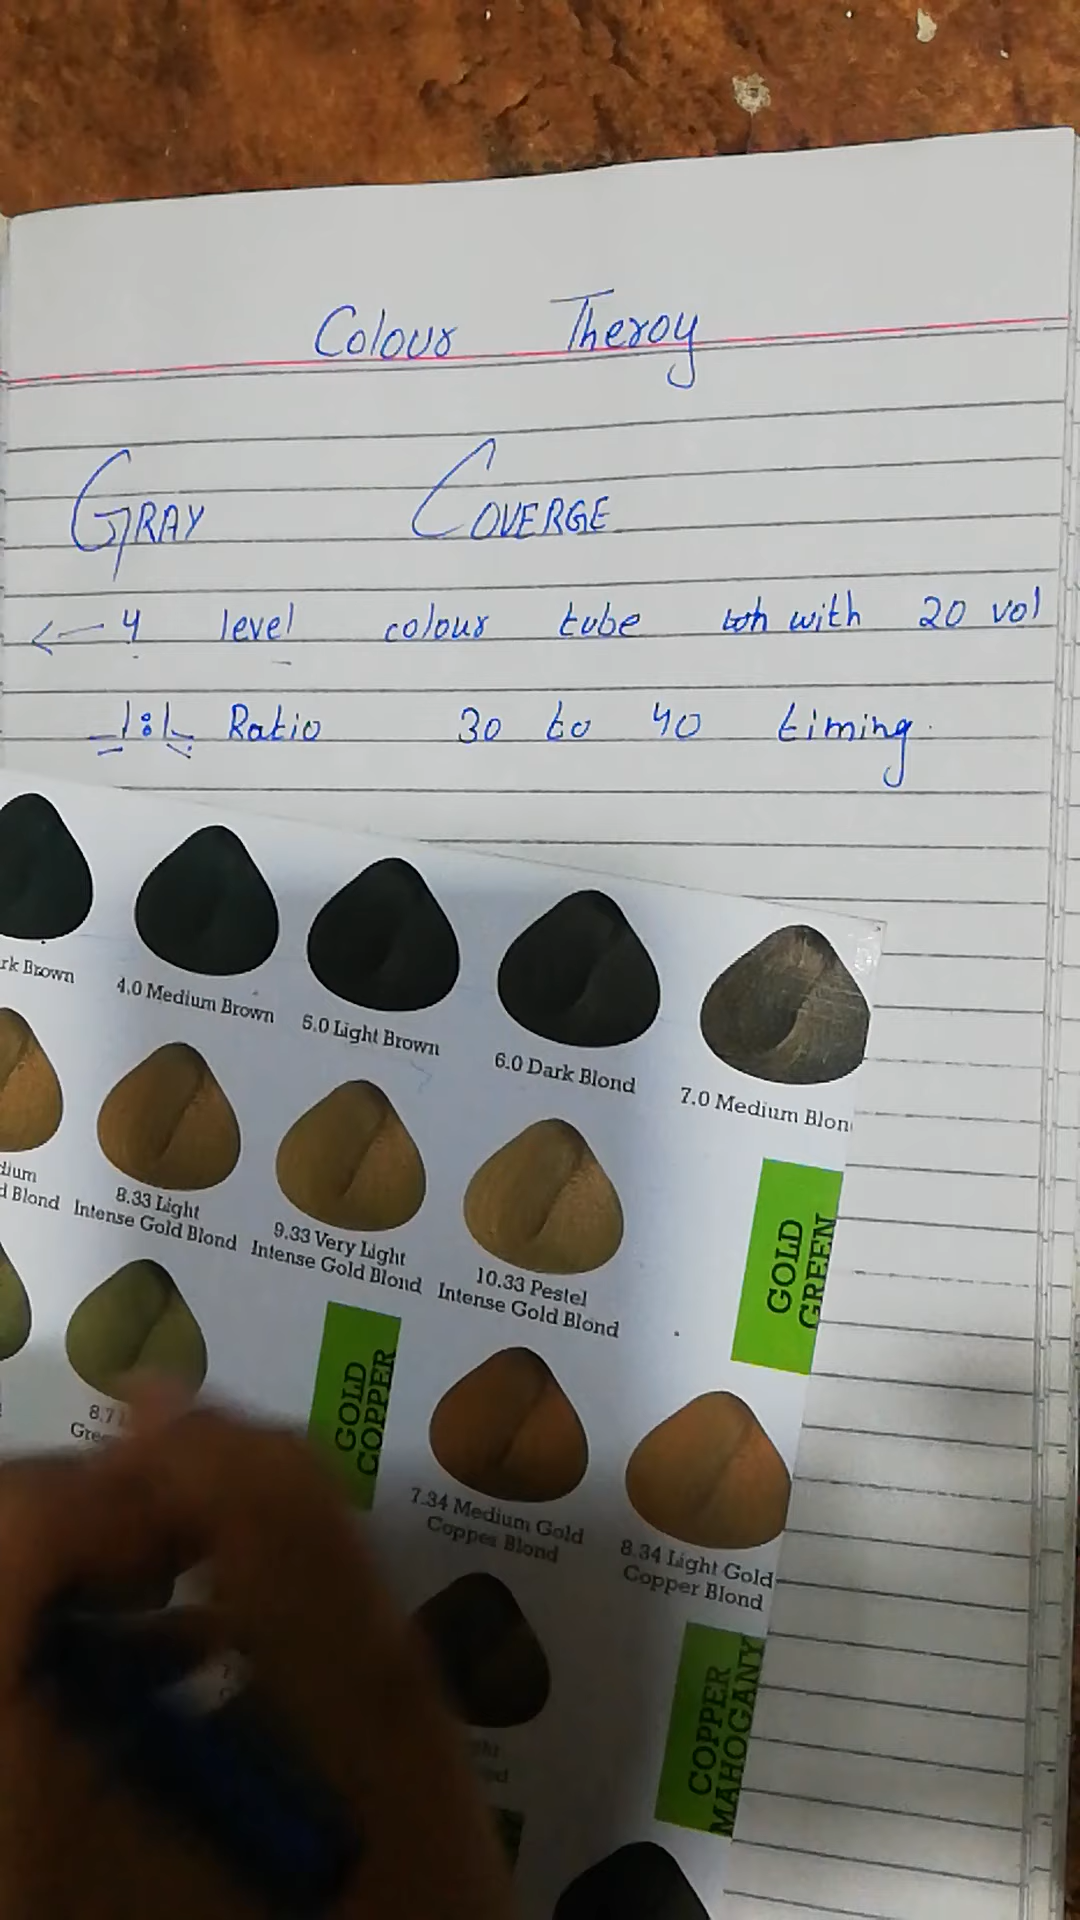 Colour Theroy
GRAY COVERGE
4 level colour tube with 20 vol
1:1 Ratio 30 to 40 timing.
rk Brown
4.0 Medium Brown
5.0 Light Brown
6.0 Dark Blond
7.0 Medium Blon
dium
d Blond
8.33 Light
Intense Gold Blond
9.33 Very Light
Intense Gold Blond
10.33 Pestel
Intense Gold Blond
GOLD
GREEN
8.7
Gre
GOLD
COPPER
7.34 Medium Gold
Copper Blond
8.34 Light Gold
Copper Blond
COPPER
MAHOGANY